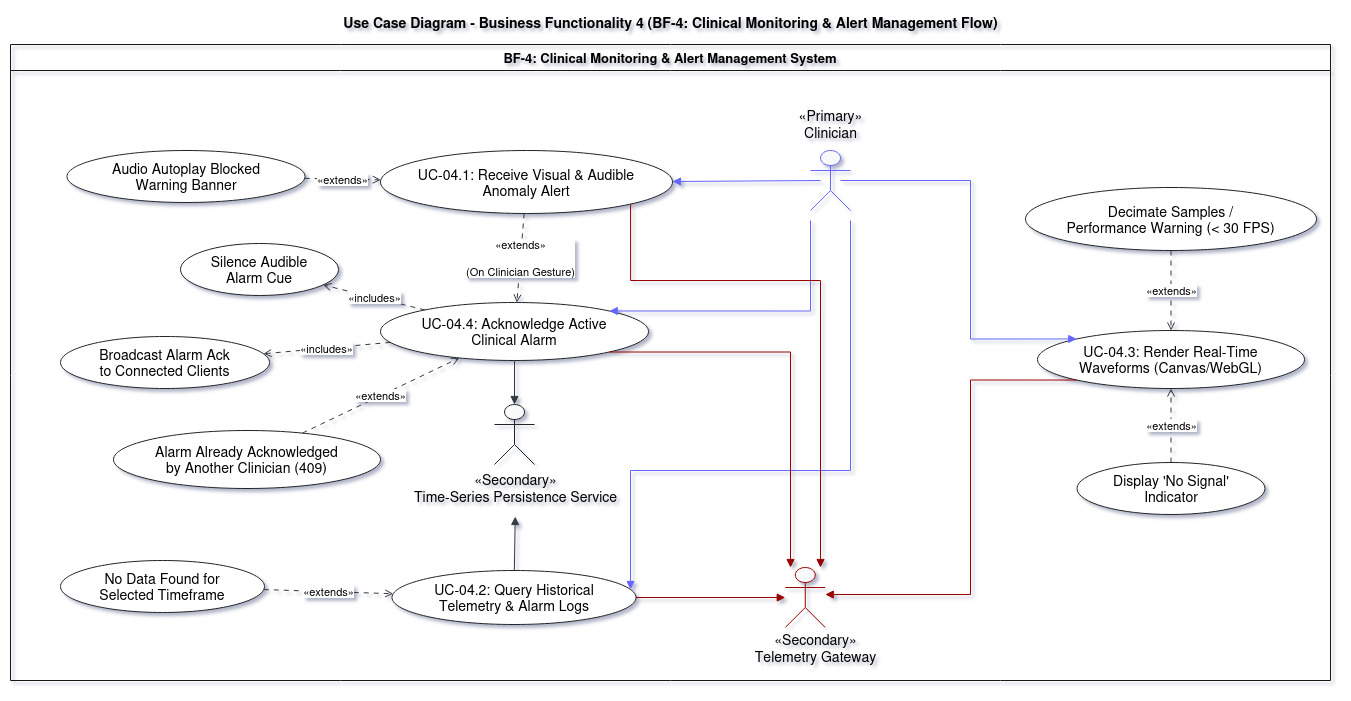 Use Case Diagram - Business Functionality 4 (BF-4: Clinical Monitoring & Alert Management Flow)
BF-4: Clinical Monitoring & Alert Management System
«Primary»
Clinician
Audio Autoplay Blocked
Warning Banner
«extends»
UC-04.1: Receive Visual & Audible
Anomaly Alert
Decimate Samples /
Performance Warning (< 30 FPS)
«extends»
(On Clinician Gesture)
Silence Audible
Alarm Cue
«includes»
«extends»
UC-04.4: Acknowledge Active
Clinical Alarm
Broadcast Alarm Ack
to Connected Clients
«includes»
UC-04.3: Render Real-Time
Waveforms (Canvas/WebGL)
«extends»
«extends»
Alarm Already Acknowledged
by Another Clinician (409)
«Secondary»
Time-Series Persistence Service
Display 'No Signal'
Indicator
No Data Found for
Selected Timeframe
«extends»
UC-04.2: Query Historical
Telemetry & Alarm Logs
«Secondary»
Telemetry Gateway